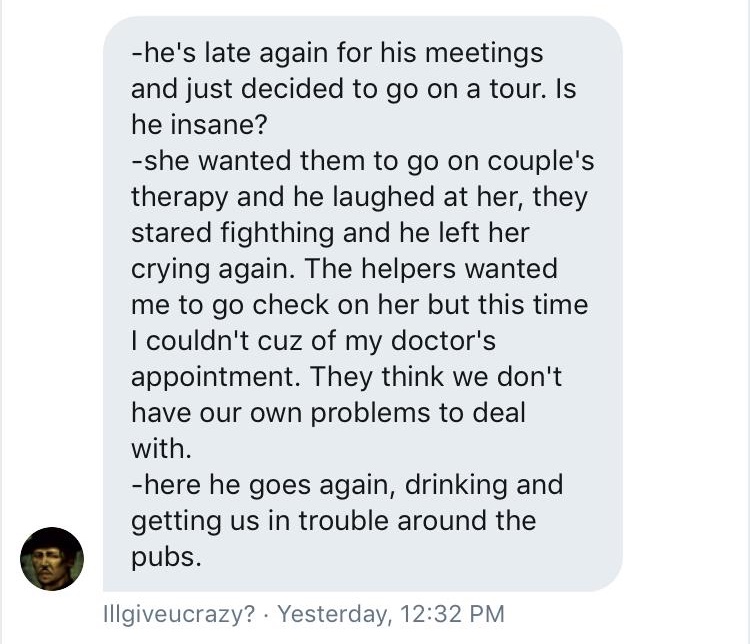 -he's late again for his meetings
and just decided to go on a tour. Is
he insane?
-she wanted them to go on couple's
therapy and he laughed at her, they
stared fighthing and he left her
crying again. The helpers wanted
me to go check on her but this time
I couldn't cuz of my doctor's
appointment. They think we don't
have our own problems to deal
with.
-here he goes again, drinking and
getting us in trouble around the
pubs.
Illgiveucrazy? · Yesterday, 12:32 PM